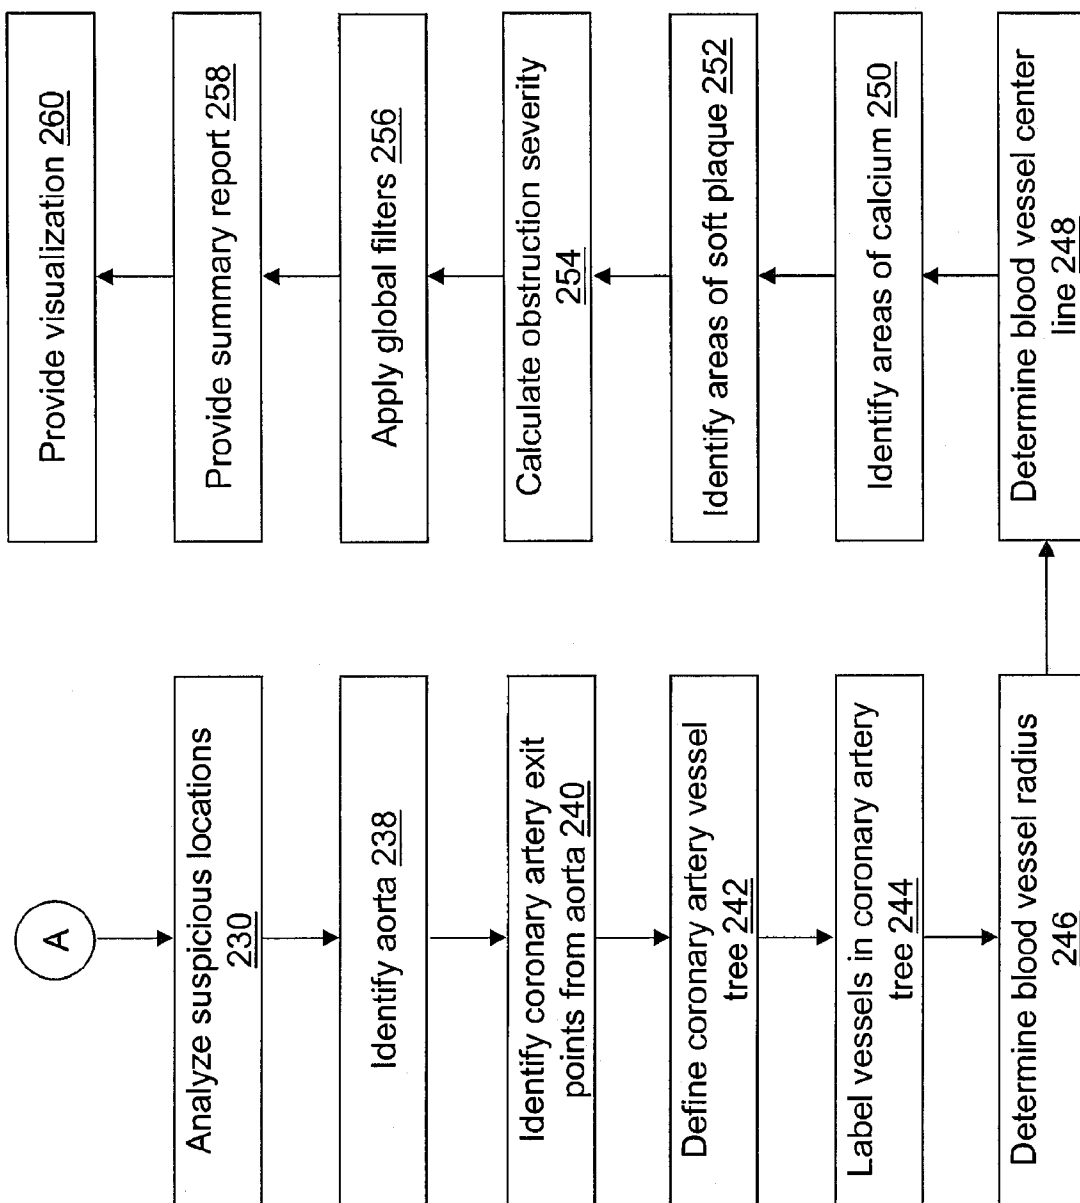 A
Analyze suspicious locations
230
Identify aorta 238
Identify coronary artery exit
points from aorta 240
Define coronary artery vessel
tree 242
Label vessels in coronary artery
tree 244
Determine blood vessel radius
246
Determine blood vessel center
line 248
Identify areas of calcium 250
Identify areas of soft plaque 252
Calculate obstruction severity
254
Apply global filters 256
Provide summary report 258
Provide visualization 260